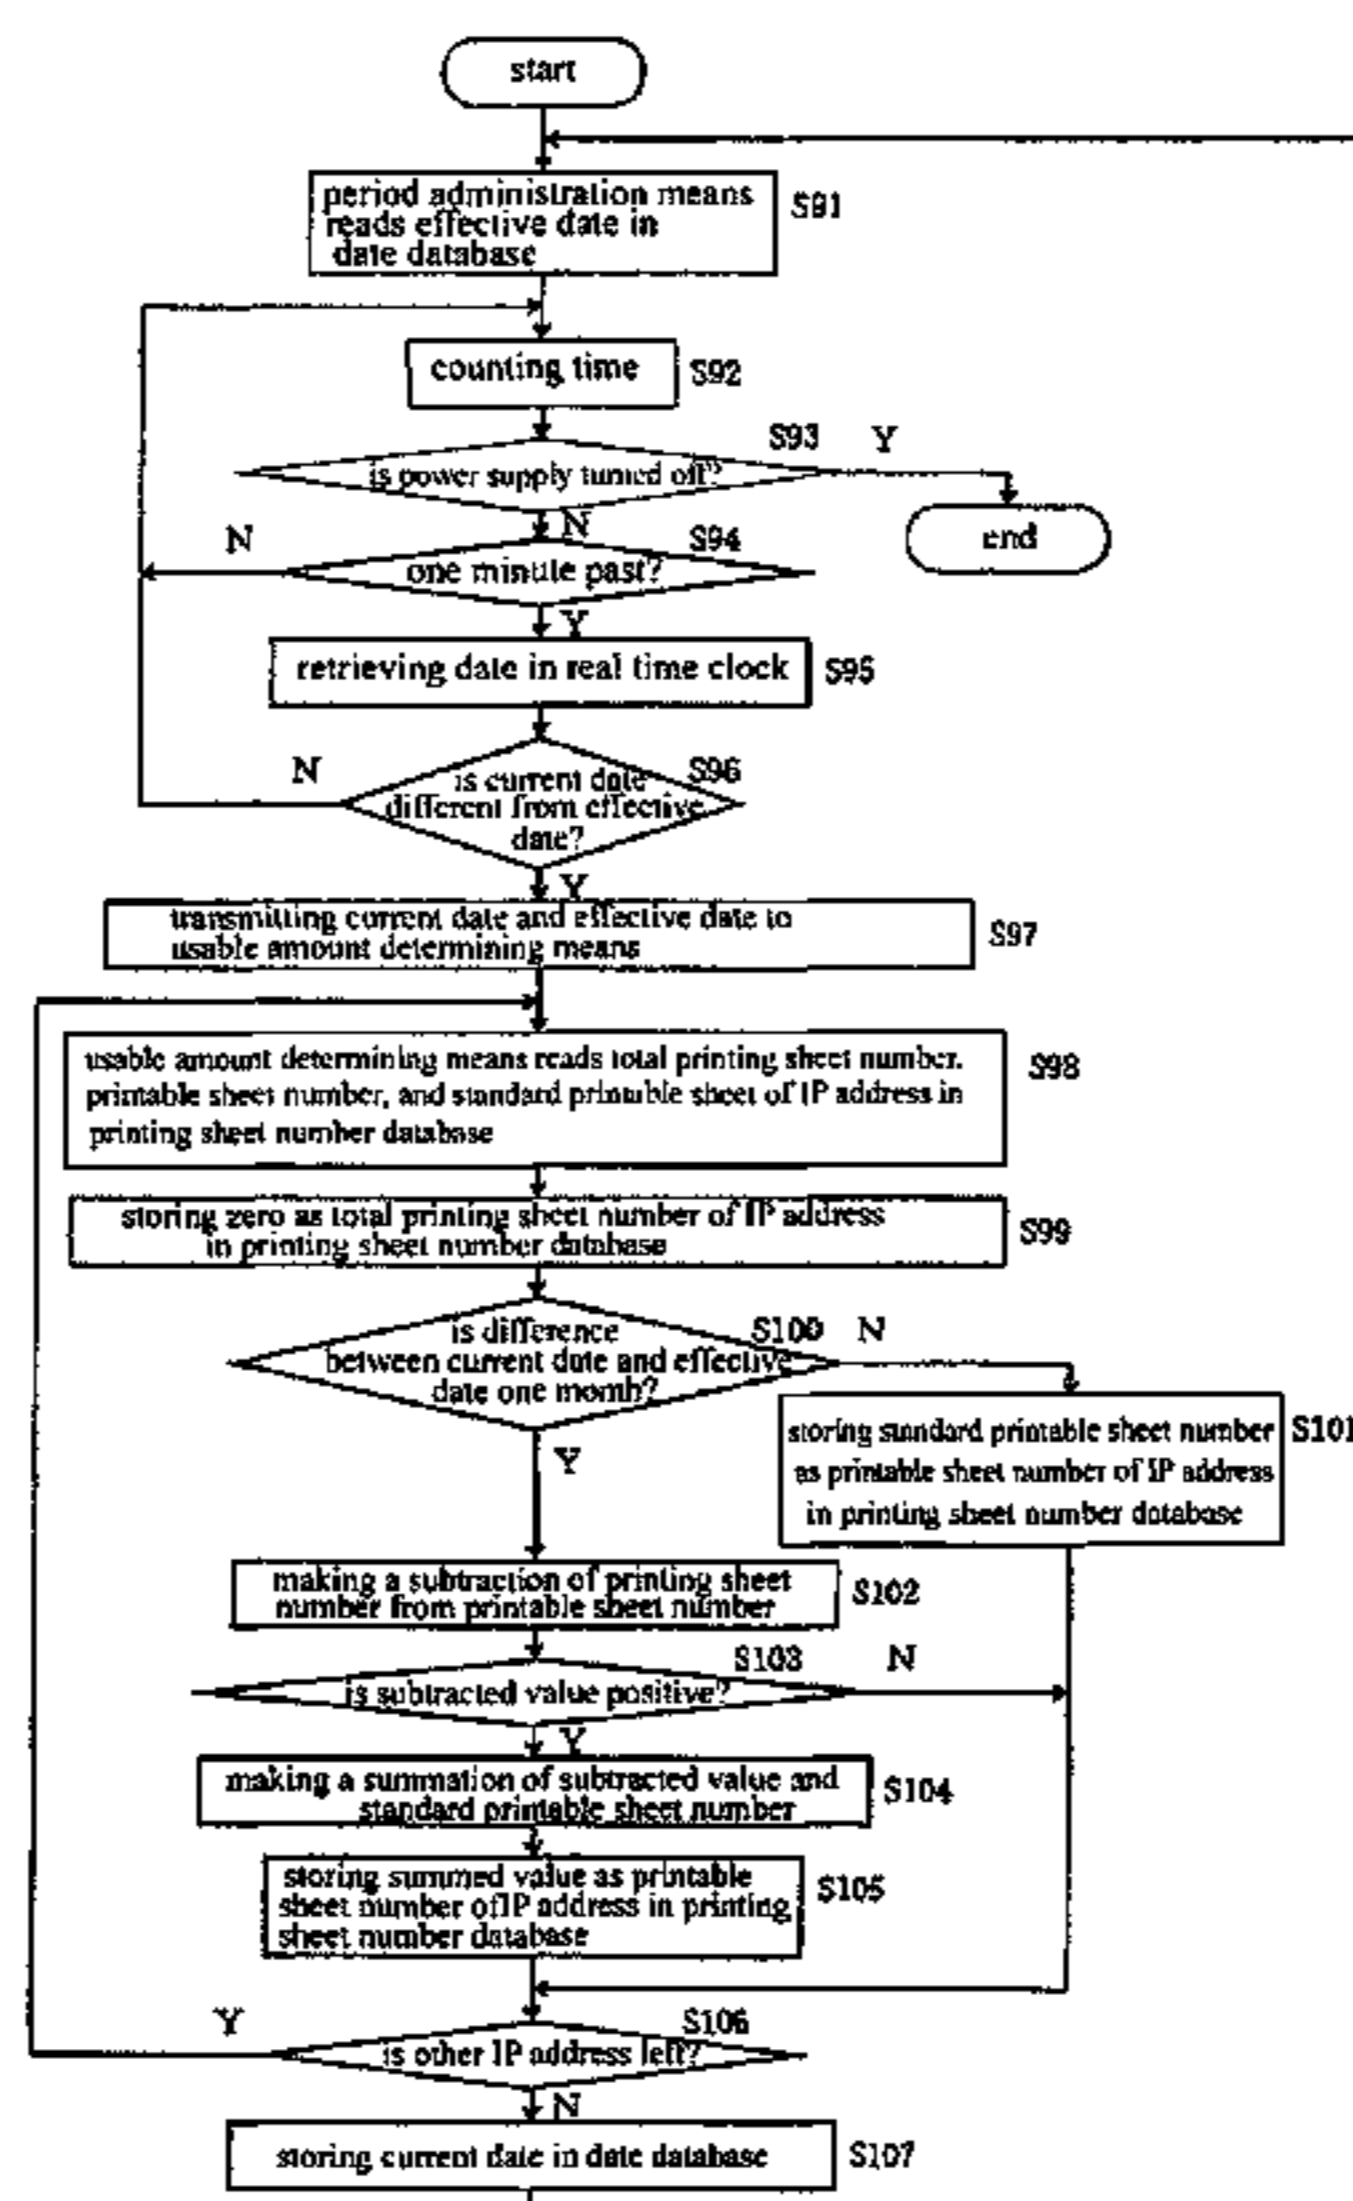 start
period administration means
reads effective date in
date database
S91
counting time
S92
S93
Y
is power supply turned off?
end
N
N
S94
one minute past?
Y
retrieving date in real time clock
S95
N
S96
is current date
different from effective
date?
Y
transmitting current date and effective date to
usable amount determining means
S97
usable amount determining means reads total printing sheet number,
printable sheet number, and standard printable sheet of IP address in
printing sheet number database
S98
storing zero as total printing sheet number of IP address
in printing sheet number database
S99
is difference
between current date and effective
date one month?
S100
N
Y
storing standard printable sheet number
as printable sheet number of IP address
in printing sheet number database
S101
making a subtraction of printing sheet
number from printable sheet number
S102
S103
N
is subtracted value positive?
Y
making a summation of subtracted value and
standard printable sheet number
S104
storing summed value as printable
sheet number of IP address in printing
sheet number database
S105
Y
S106
is other IP address left?
N
storing current date in date database
S107